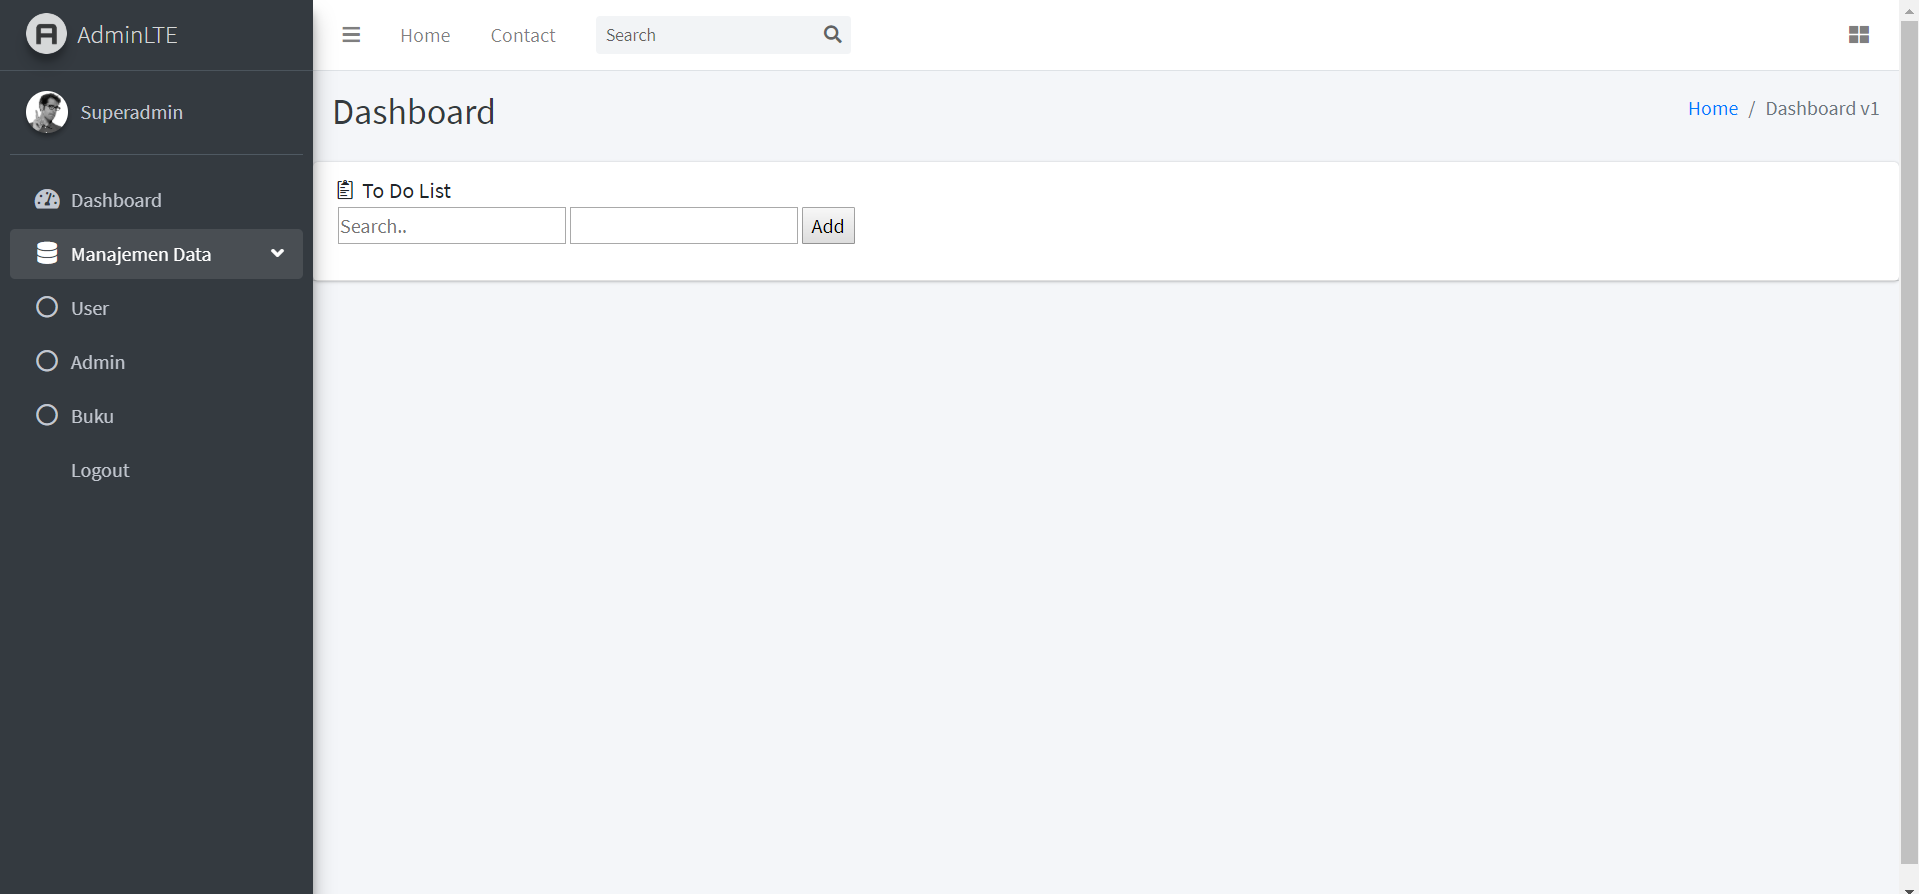 AdminLTE
Superadmin
Dashboard
Manajemen Data
User
Admin
Buku
Logout
Home Contact Search
Dashboard
Home / Dashboard v1
To Do List
Search.. Add